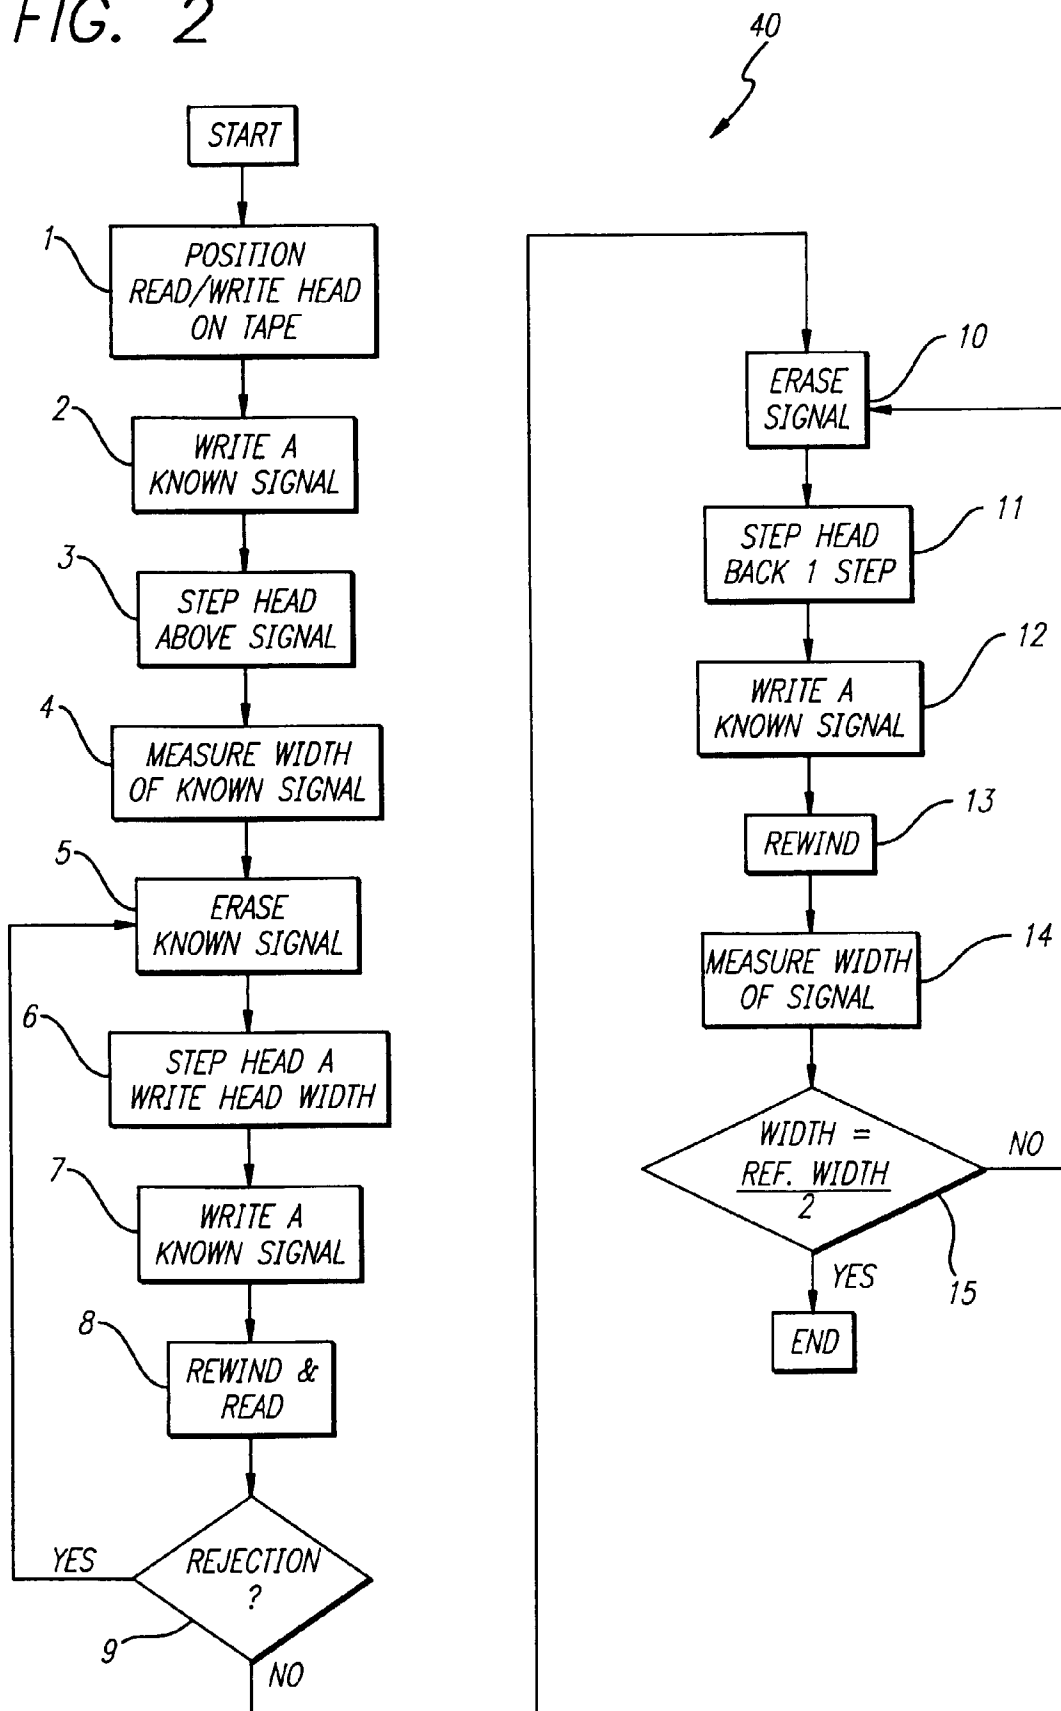 FIG. 2
40
START
1
POSITION
READ/WRITE HEAD
ON TAPE
2
WRITE A
KNOWN SIGNAL
3
STEP HEAD
ABOVE SIGNAL
4
MEASURE WIDTH
OF KNOWN SIGNAL
5
ERASE
KNOWN SIGNAL
6
STEP HEAD A
WRITE HEAD WIDTH
7
WRITE A
KNOWN SIGNAL
8
REWIND &
READ
YES
REJECTION
?
9
NO
10
ERASE
SIGNAL
11
STEP HEAD
BACK 1 STEP
12
WRITE A
KNOWN SIGNAL
13
REWIND
14
MEASURE WIDTH
OF SIGNAL
WIDTH =
REF. WIDTH
2
NO
15
YES
END